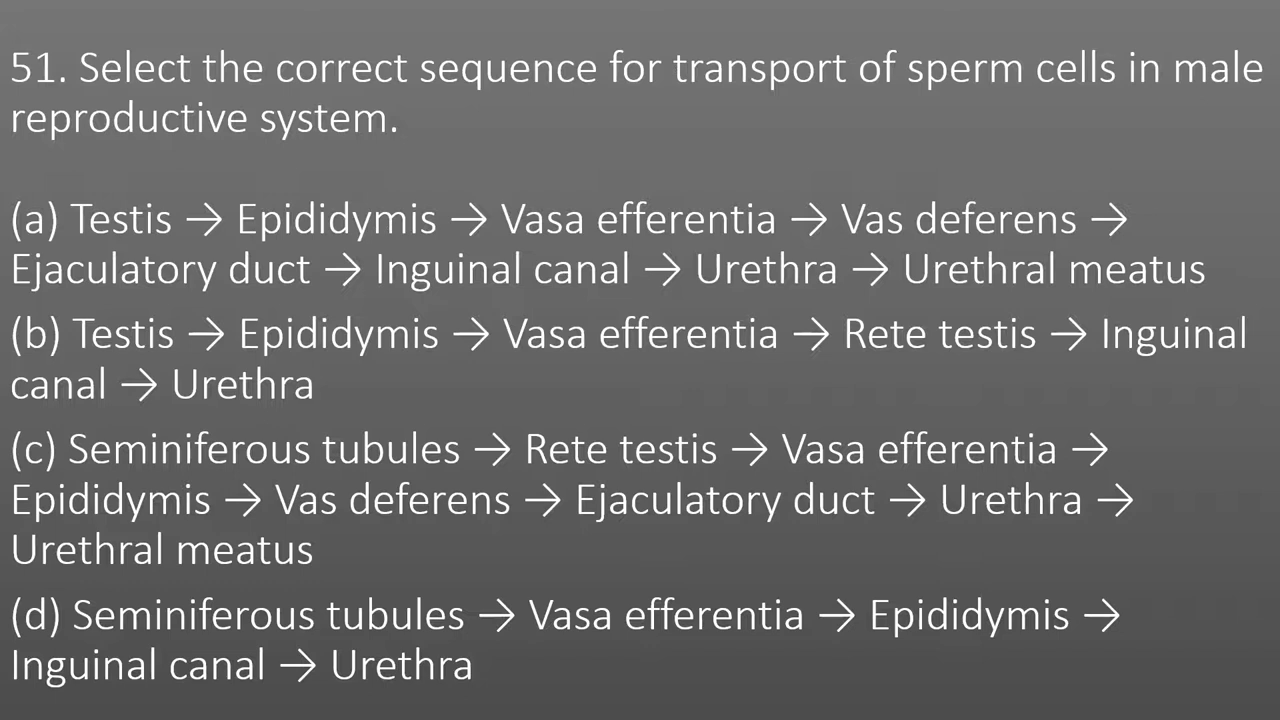 51. Select the correct sequence for transport of sperm cells in male
reproductive system.
(a) Testis → Epididymis → Vasa efferentia → Vas deferens →
Ejaculatory duct → Inguinal canal → Urethra → Urethral meatus
(b) Testis → Epididymis → Vasa efferentia → Rete testis → Inguinal
canal → Urethra
(c) Seminiferous tubules → Rete testis → Vasa efferentia →
Epididymis → Vas deferens → Ejaculatory duct → Urethra →
Urethral meatus
(d) Seminiferous tubules → Vasa efferentia → Epididymis →
Inguinal canal → Urethra